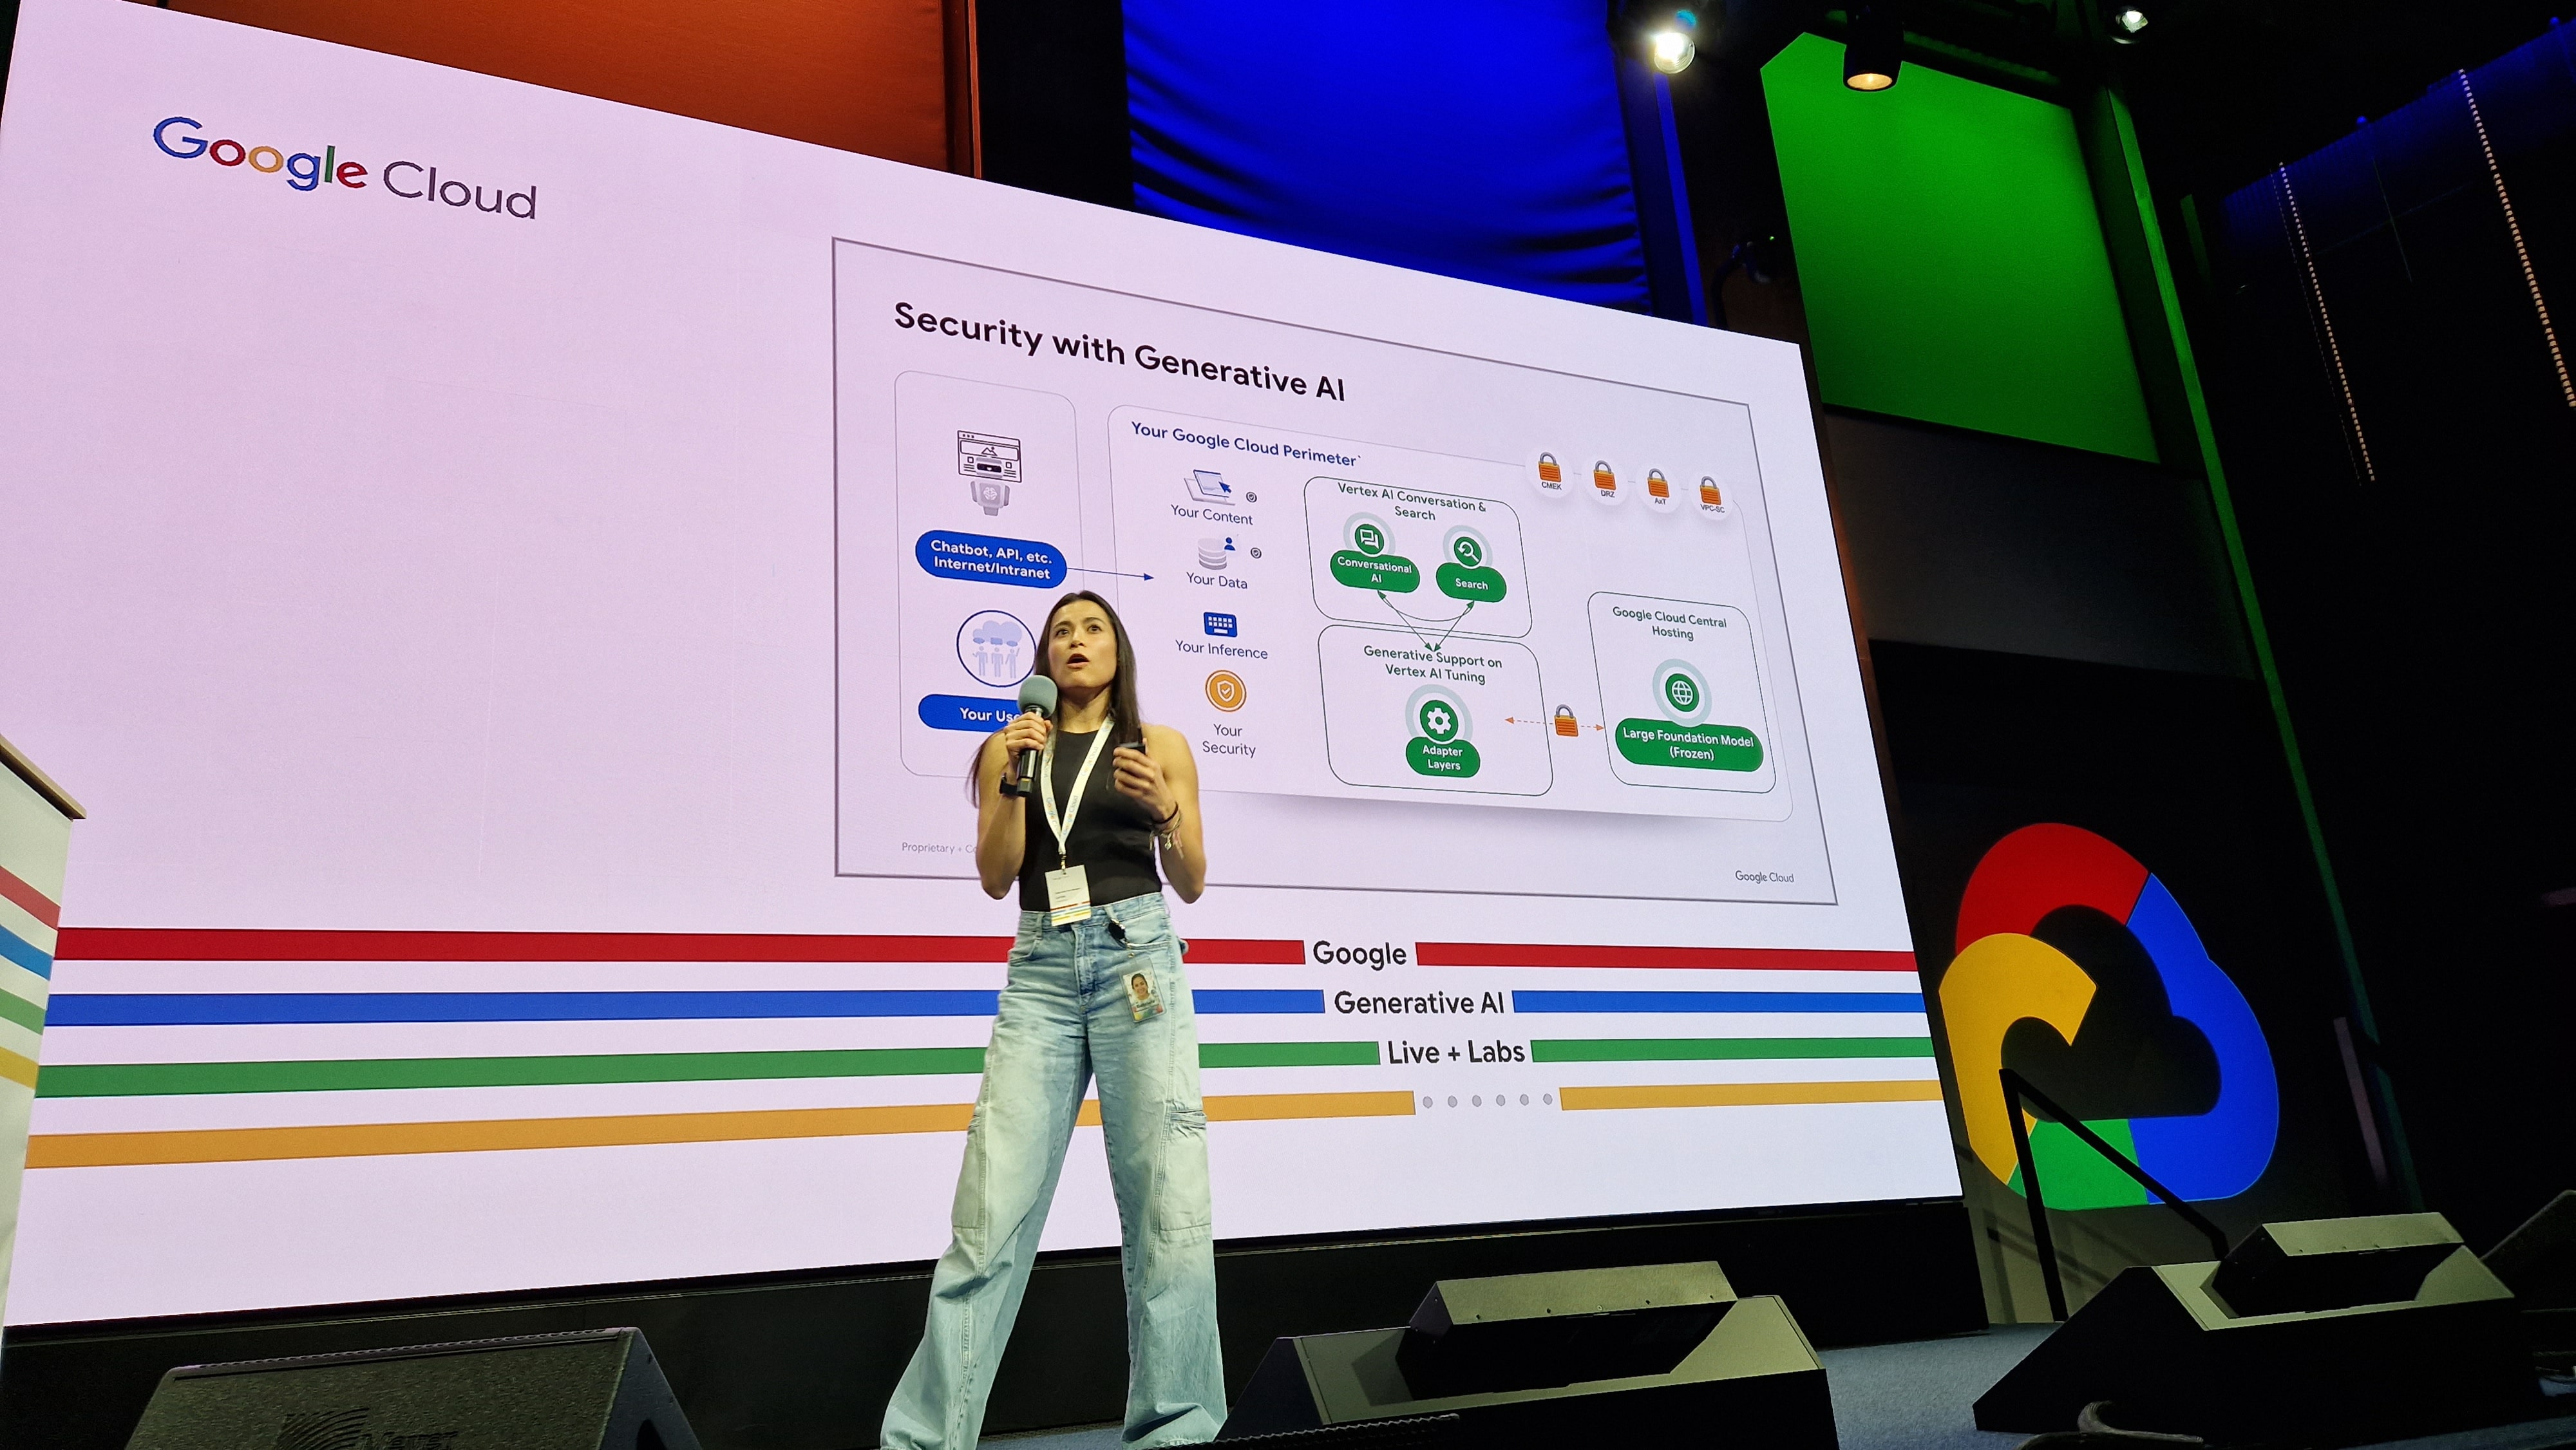 Google Cloud
Security with Generative AI
Chatbot, API, etc.
Internet/Intranet
Your Use
Your Google Cloud Perimeter`
Your Content
Your Data
Your Inference
Your
Security
Vertex AI Conversation &
Search
Conversational
AI
Search
Generative Support on
Vertex AI Tuning
Adapter
Layers
CMEK
DRZ
AxT
VPC-SC
Google Cloud Central
Hosting
Large Foundation Model
(Frozen)
Proprietary +
Google Cloud
Google
Generative AI
Live + Labs
Meyer